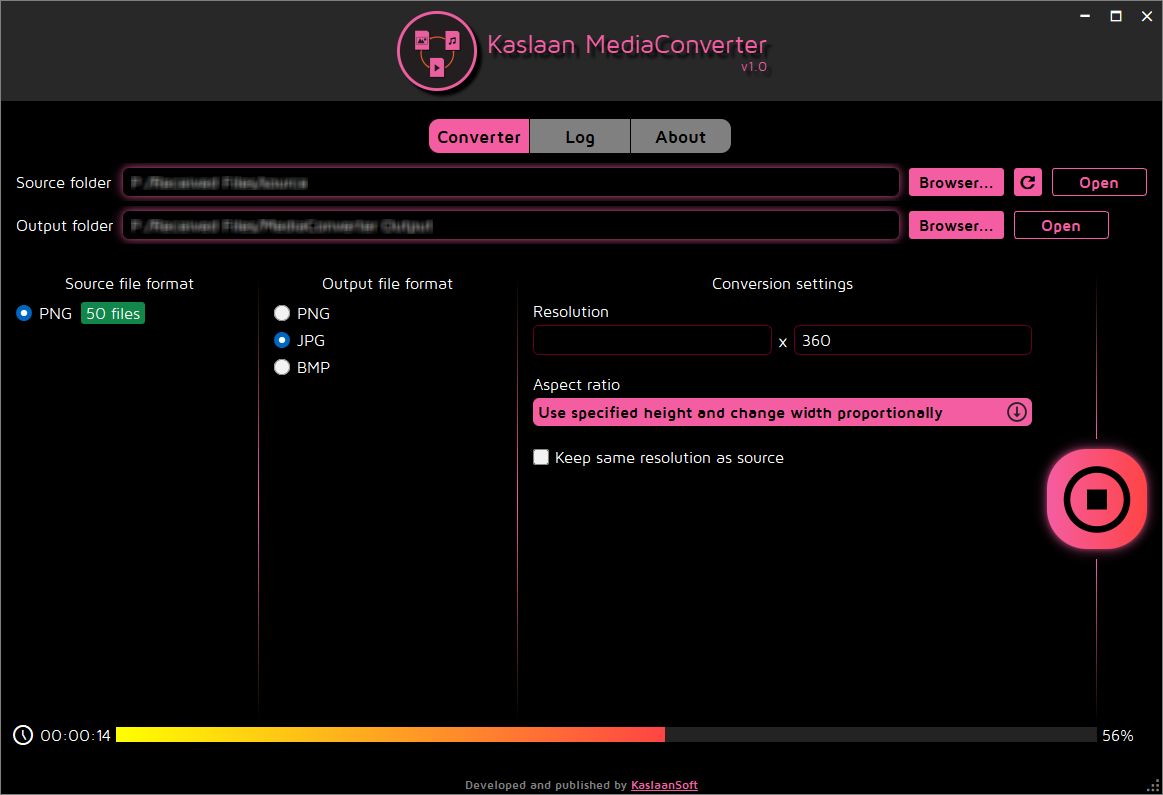 Kaslaan MediaConverter
v1.0
Converter Log About
Source folder Browser... Open
Output folder Browser... Open
Source file format Output file format Conversion settings
PNG 50 files
PNG
JPG
BMP
Resolution
x 360
Aspect ratio
Use specified height and change width proportionally
Keep same resolution as source
00:00:14 56%
Developed and published by KaslaanSoft